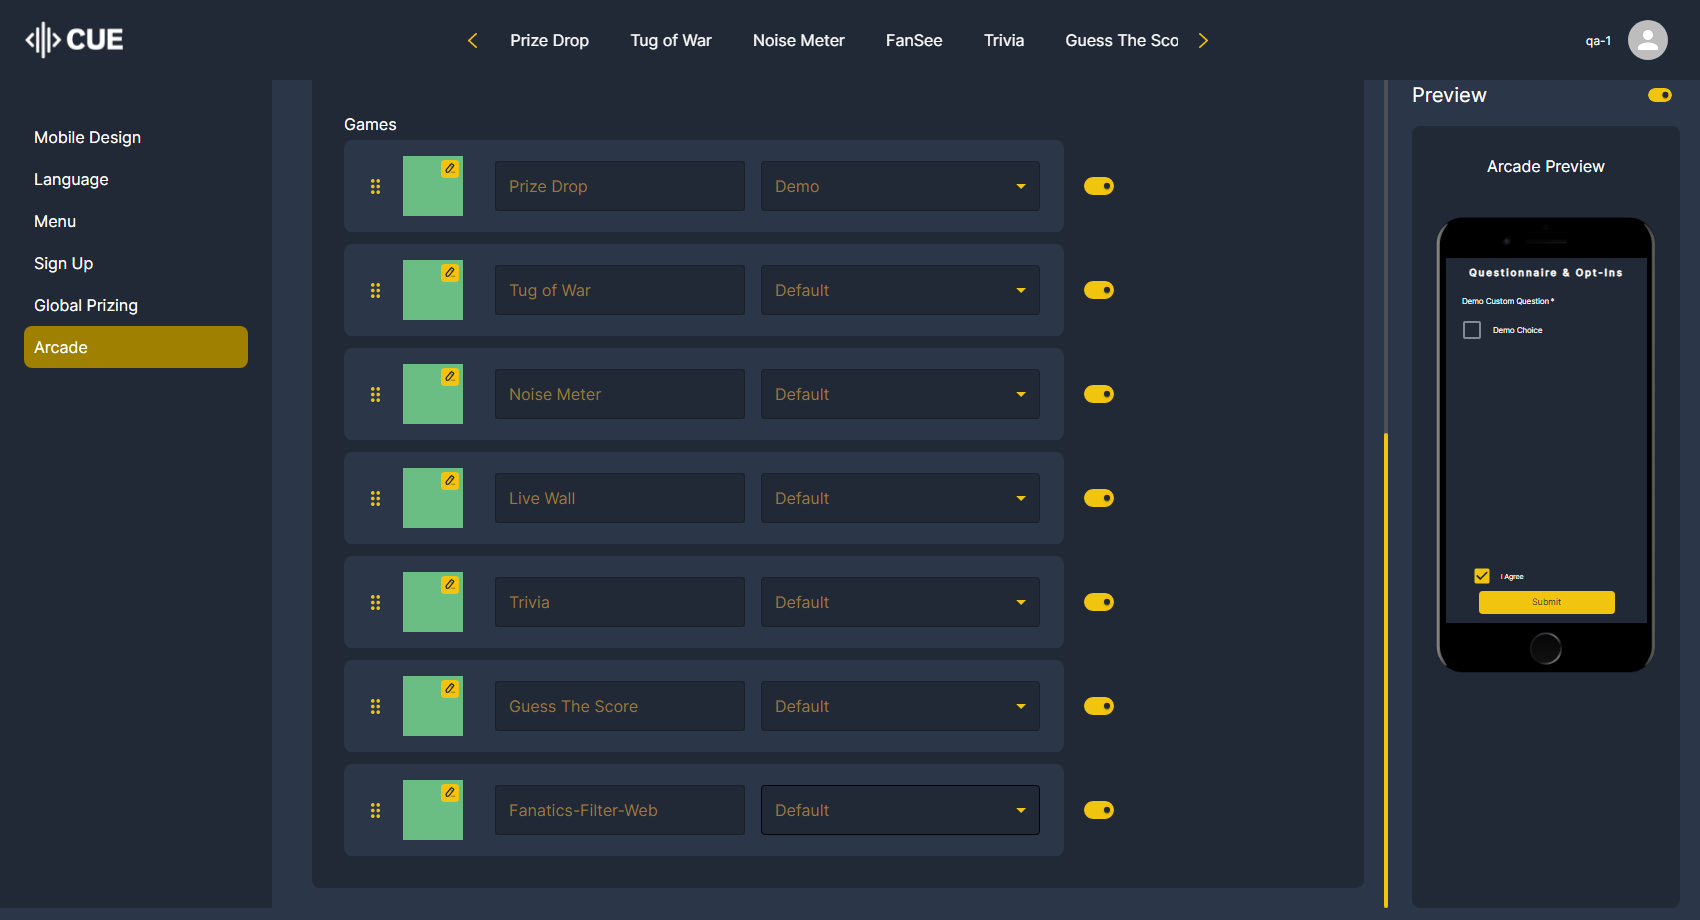 CUE
Prize Drop Tug of War Noise Meter FanSee Trivia Guess The Sco
qa-1
Mobile Design
Language
Menu
Sign Up
Global Prizing
Arcade
Games
Prize Drop Demo
Tug of War Default
Noise Meter Default
Live Wall Default
Trivia Default
Guess The Score Default
Fanatics-Filter-Web Default
Preview
Arcade Preview
Questionnaire & Opt-Ins
Demo Custom Question *
Demo Choice
I Agree
Submit